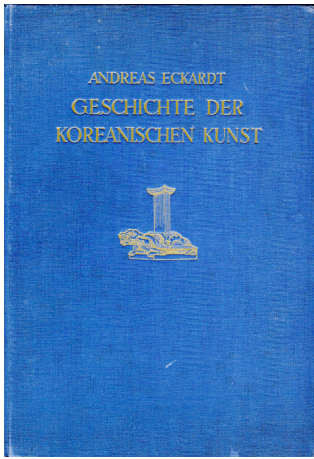 ANDREAS ECKARDT
GESCHICHTE DER
KOREANISCHEN KUNST